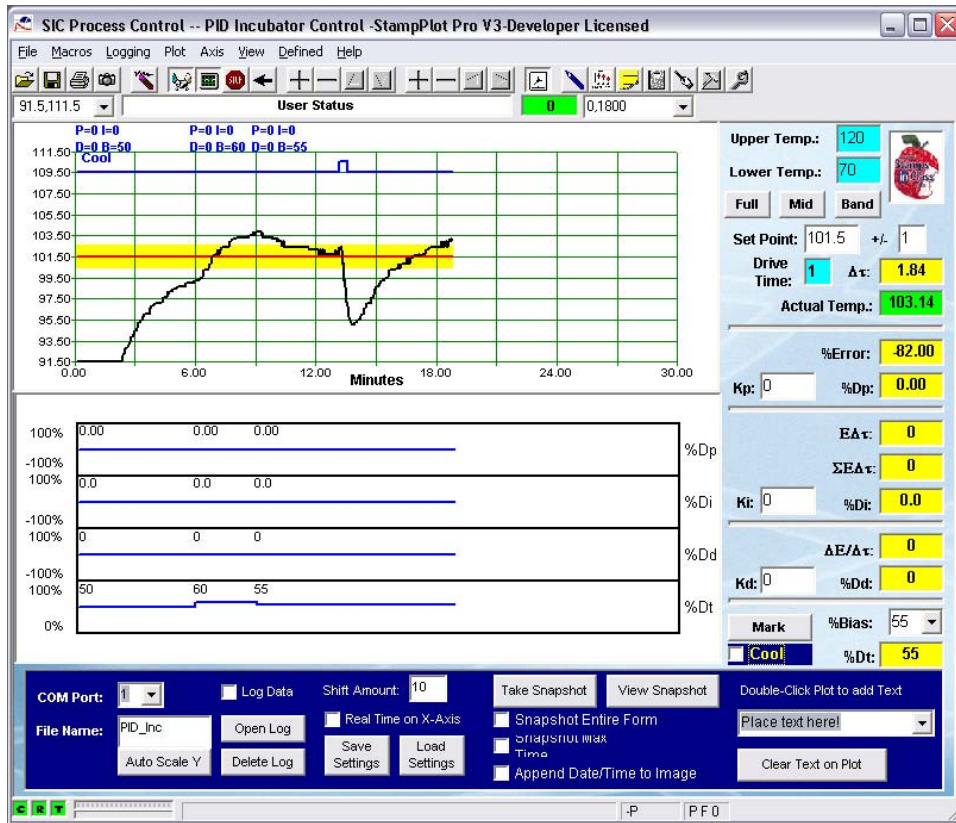 SIC Process Control -- PID Incubator Control -StampPlot Pro V3-Developer Licensed
File Macros Logging Plot Axis View Defined Help
91.5,111.5 User Status 0 0,1800
P=0 I=0 P=0 I=0 P=0 I=0
D=0 B=50 D=0 B=60 D=0 B=55
Cool
111.50
109.50
107.50
105.50
103.50
101.50
99.50
97.50
95.50
93.50
91.50
0.00 6.00 12.00 18.00 24.00 30.00
Minutes
Upper Temp.: 120
Lower Temp.: 70
Stamps in Class
Full Mid Band
Set Point: 101.5 +/- 1
Drive Time: 1 Δτ: 1.84
Actual Temp.: 103.14
%Error: -82.00
Kp: 0 %Dp: 0.00
EΔτ: 0
ΣEΔτ: 0
Ki: 0 %Di: 0.0
ΔE/Δτ: 0
Kd: 0 %Dd: 0
Mark %Bias: 55
Cool %Dt: 55
100% 0.00 0.00 0.00 %Dp
-100%
100% 0.0 0.0 0.0 %Di
-100%
100% 0 0 0 %Dd
-100%
100% 50 60 55 %Dt
0%
COM Port: 1
Log Data
Shift Amount: 10
Take Snapshot View Snapshot
Double-Click Plot to add Text
File Name: PID_Inc
Open Log
Real Time on X-Axis
Snapshot Entire Form
Place text here!
Auto Scale Y Delete Log
Save Settings Load Settings
Snapshot Max Time
Append Date/Time to Image
Clear Text on Plot
C R T -P P F 0